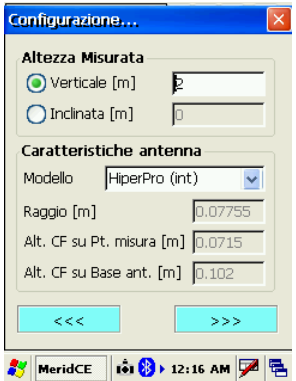 Configurazione...
Altezza Misurata
Verticale [m] 2
Inclinata [m] 0
Caratteristiche antenna
Modello HiperPro (int)
Raggio [m] 0.07755
Alt. CF su Pt. misura [m] 0.0715
Alt. CF su Base ant. [m] 0.102
<<< >>>
MeridCE 12:16 AM